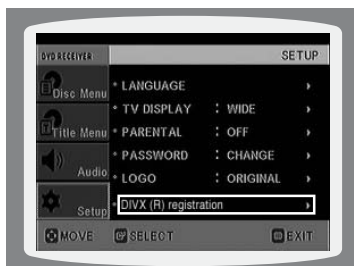 DVD RECEIVER SETUP
Disc Menu
• LANGUAGE
• TV DISPLAY : WIDE
Title Menu • PARENTAL : OFF
• PASSWORD : CHANGE
Audio
• LOGO : ORIGINAL
Setup • DIVX (R) registration
MOVE SELECT EXIT